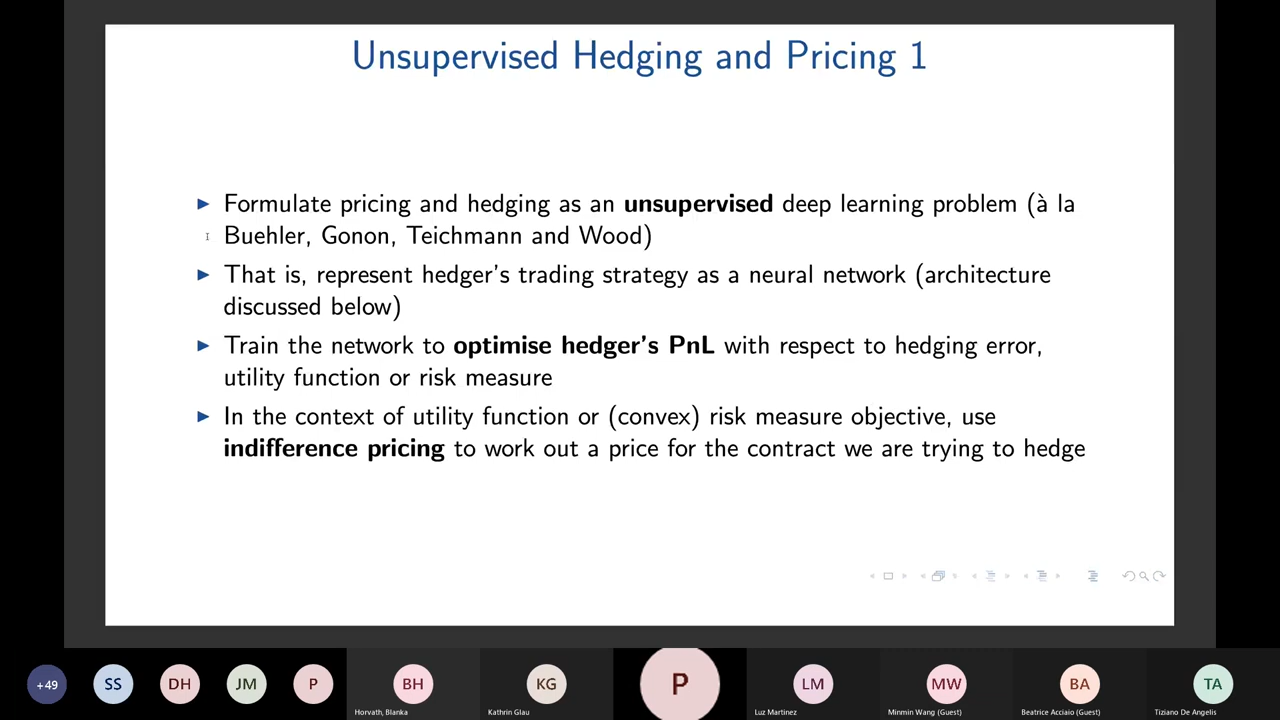 Unsupervised Hedging and Pricing 1
Formulate pricing and hedging as an unsupervised deep learning problem (à la
Buehler, Gonon, Teichmann and Wood)
That is, represent hedger's trading strategy as a neural network (architecture
discussed below)
Train the network to optimise hedger's PnL with respect to hedging error,
utility function or risk measure
In the context of utility function or (convex) risk measure objective, use
indifference pricing to work out a price for the contract we are trying to hedge
+49 SS DH JM P BH KG P LM MW BA TA
Horvath, Blanka Kathrin Glau Luz Martinez Minmin Wang (Guest) Beatrice Acciaio (Guest) Tiziano De Angelis